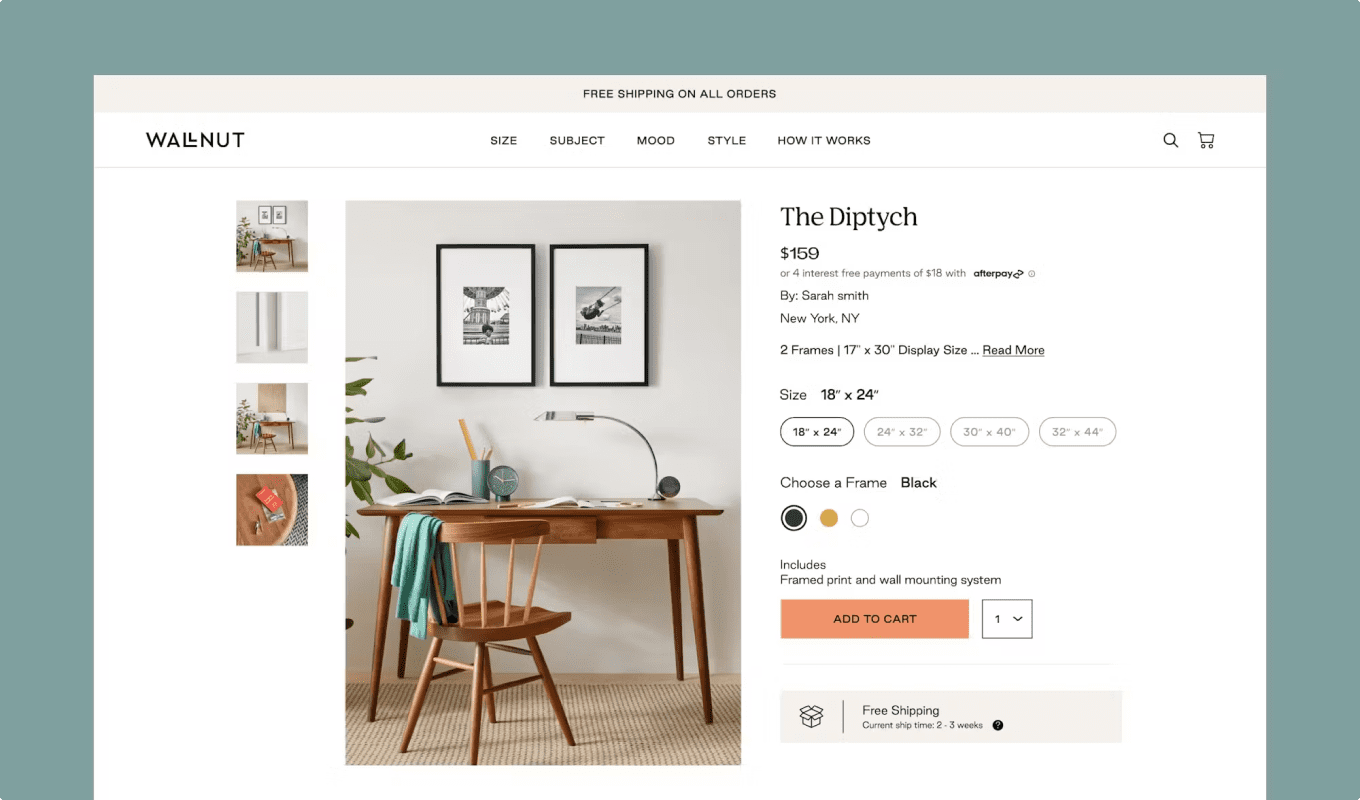 FREE SHIPPING ON ALL ORDERS
WALLNUT
SIZE SUBJECT MOOD STYLE HOW IT WORKS
The Diptych
$159
or 4 interest free payments of $18 with afterpay
By: Sarah smith
New York, NY
2 Frames | 17" x 30" Display Size ... Read More
Size 18" x 24"
18" x 24" 24" x 32" 30" x 40" 32" x 44"
Choose a Frame Black
Includes
Framed print and wall mounting system
ADD TO CART 1
Free Shipping
Current ship time: 2 - 3 weeks ?